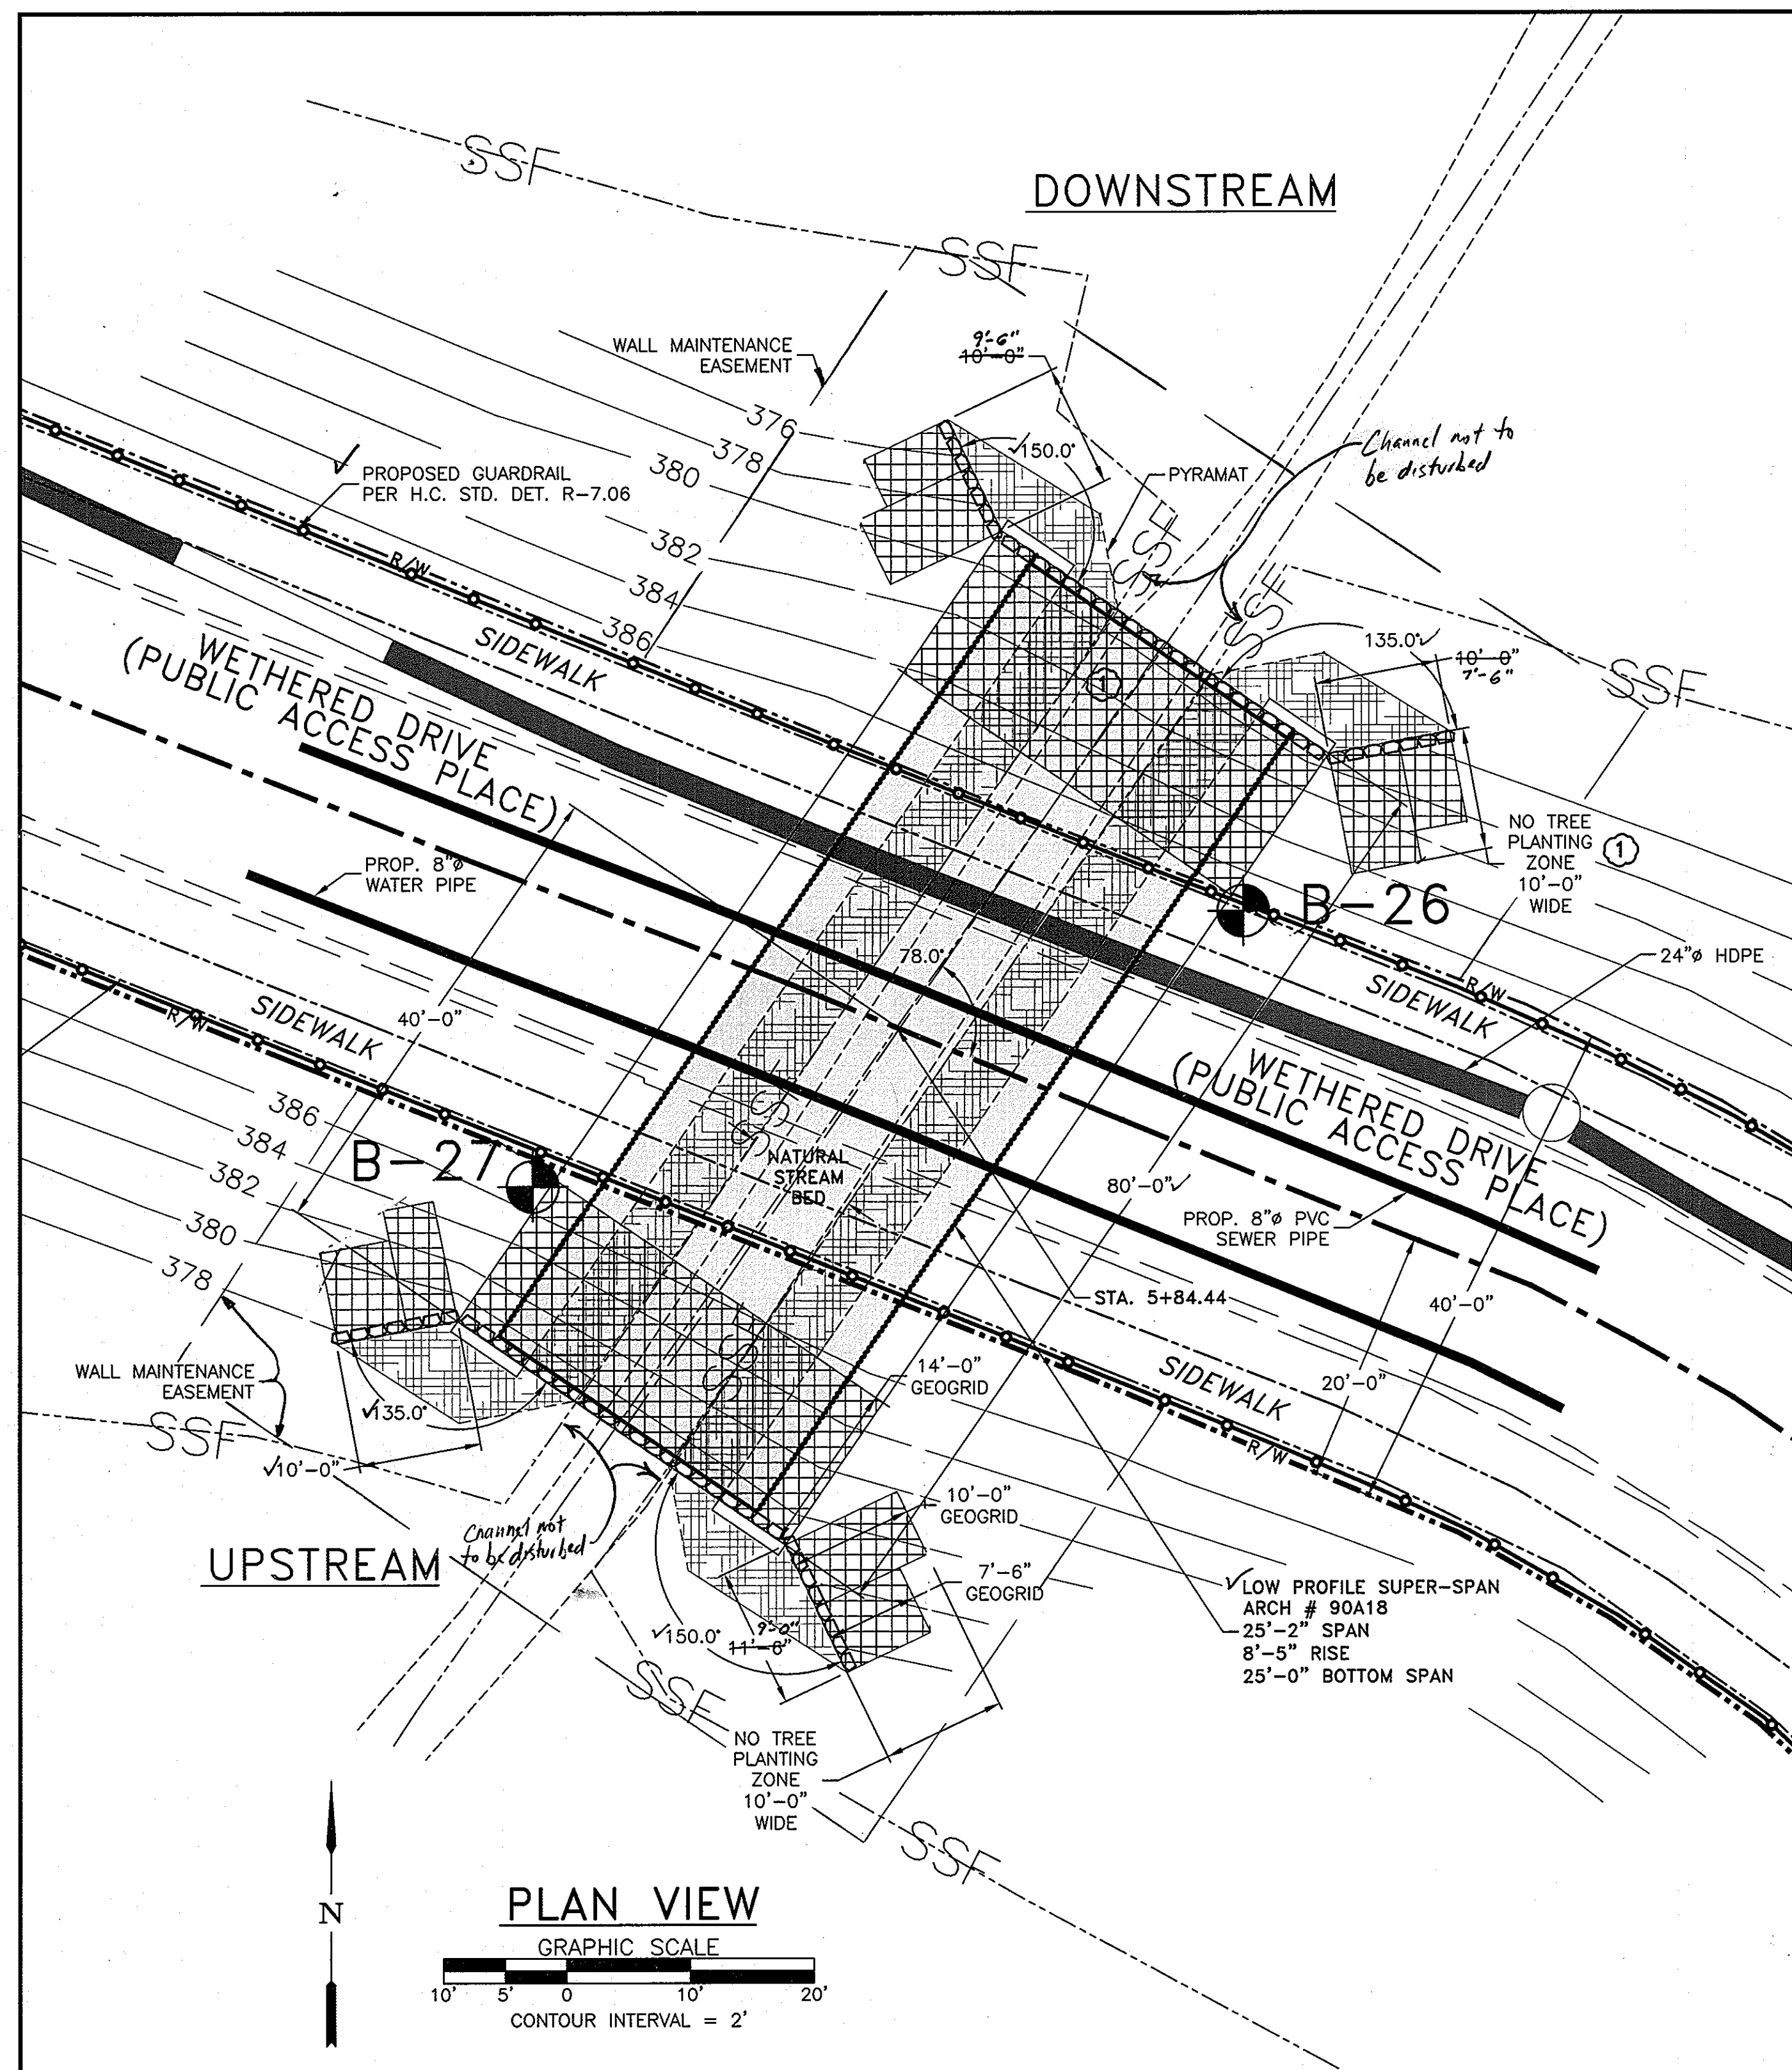 SSF
DOWNSTREAM
SSF
WALL MAINTENANCE
EASEMENT
9'-6"
10'-0"
376
378
380
382
384
386
✓150.0°
PYRAMAT
Channel not to
be disturbed
✓
PROPOSED GUARDRAIL
PER H.C. STD. DET. R-7.06
R/W
SIDEWALK
WETHERED DRIVE
(PUBLIC ACCESS PLACE)
SSF
SSF
135.0°✓
10'-0"
7'-6"
SSF
1
NO TREE
PLANTING
ZONE
10'-0"
WIDE
1
PROP. 8"ø
WATER PIPE
B-26
24"ø HDPE
78.0°
R/W
SIDEWALK
SIDEWALK
R/W
40'-0"
WETHERED DRIVE
(PUBLIC ACCESS PLACE)
386
384
382
380
378
B-27
NATURAL
STREAM
BED
80'-0"✓
PROP. 8"ø PVC
SEWER PIPE
STA. 5+84.44
40'-0"
20'-0"
SIDEWALK
R/W
14'-0"
GEOGRID
WALL MAINTENANCE
EASEMENT
SSF
✓135.0°
✓10'-0"
10'-0"
GEOGRID
7'-6"
GEOGRID
Channel not
to be disturbed
UPSTREAM
✓150.0°
9'-0"
11'-6"
✓LOW PROFILE SUPER-SPAN
ARCH # 90A18
25'-2" SPAN
8'-5" RISE
25'-0" BOTTOM SPAN
SSF
NO TREE
PLANTING
ZONE
10'-0"
WIDE
SSF
N
PLAN VIEW
GRAPHIC SCALE
10' 5' 0 10' 20'
CONTOUR INTERVAL = 2'